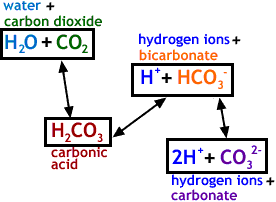 water +
carbon dioxide
H₂O + CO₂
hydrogen ions +
bicarbonate
H⁺ + HCO₃⁻
H₂CO₃
carbonic
acid
2H⁺ + CO₃²⁻
hydrogen ions +
carbonate